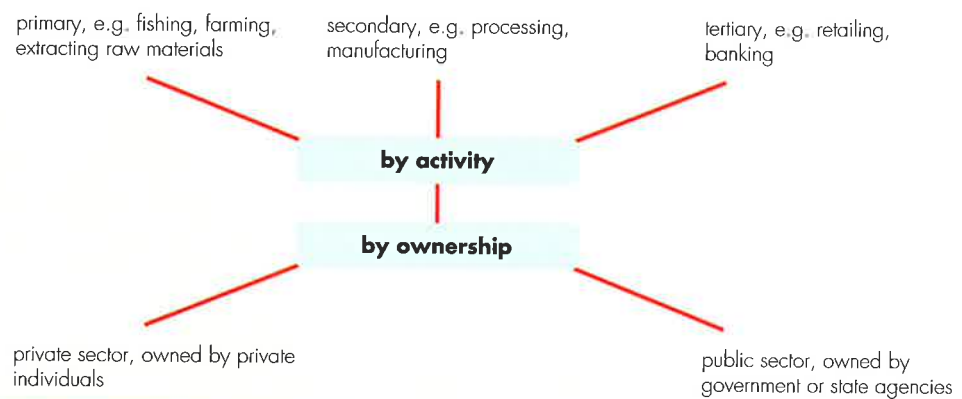 primary, e.g. fishing, farming,
extracting raw materials
secondary, e.g. processing,
manufacturing
tertiary, e.g. retailing,
banking
by activity
by ownership
private sector, owned by private
individuals
public sector, owned by
government or state agencies